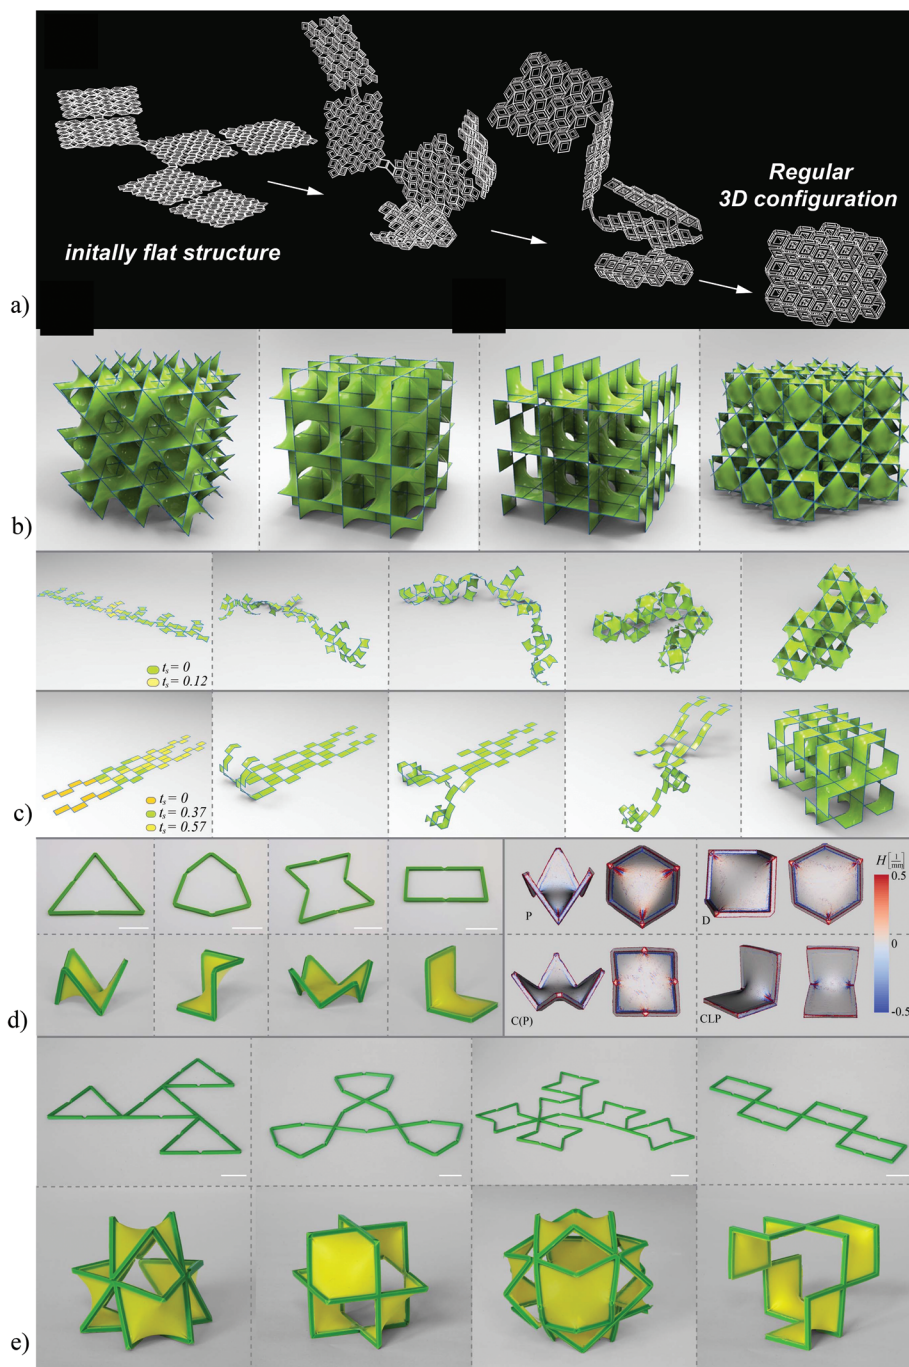 Regular
3D configuration
initally flat structure
a)
b)
t_s = 0
t_s = 0.12
c)
t_s = 0
t_s = 0.37
t_s = 0.57
H [1/mm]
0.5
P
D
0
C(P)
CLP
-0.5
d)
e)